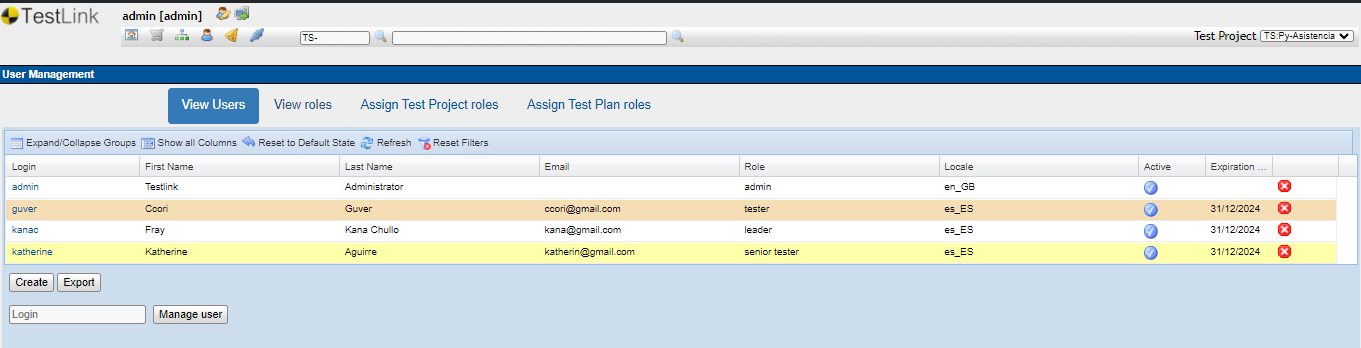 TestLink admin [admin]
TS- Test Project TS:Py-Asistencia
User Management
View Users View roles Assign Test Project roles Assign Test Plan roles
Expand/Collapse Groups Show all Columns Reset to Default State Refresh Reset Filters
Login First Name Last Name Email Role Locale Active Expiration ...
admin Testlink Administrator admin en_GB
guver Ccori Guver ccori@gmail.com tester es_ES 31/12/2024
kanac Fray Kana Chullo kana@gmail.com leader es_ES 31/12/2024
katherine Katherine Aguirre katherin@gmail.com senior tester es_ES 31/12/2024
Create Export
Login Manage user